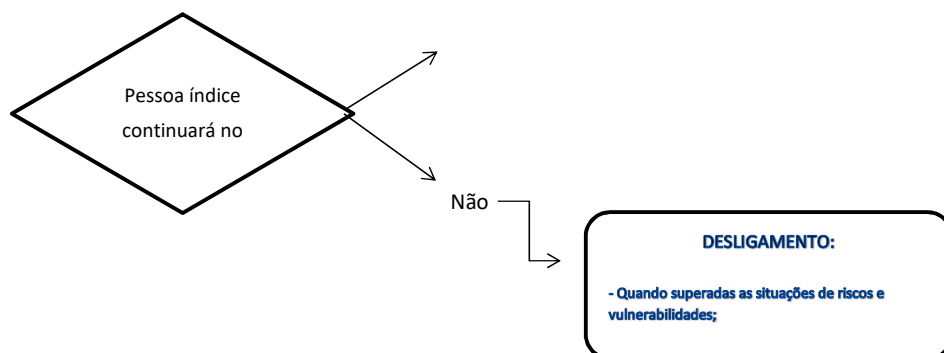 Pessoa índice
continuará no
Não
DESLIGAMENTO:
- Quando superadas as situações de riscos e
vulnerabilidades;